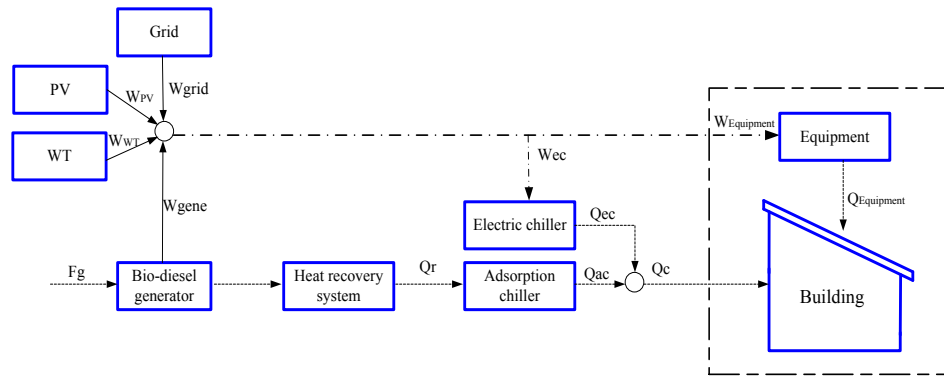 Grid
PV
WPV
Wgrid
WT
WWT
WEquipment
Equipment
Wec
Wgene
QEquipment
Electric chiller
Qec
Fg
Bio-diesel
generator
Heat recovery
system
Qr
Adsorption
chiller
Qac
Qc
Building